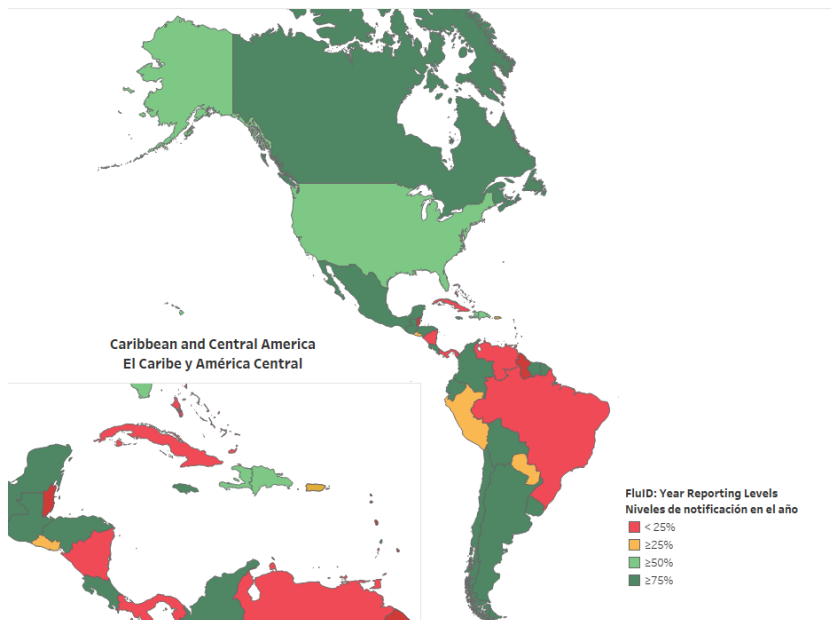 Caribbean and Central America
El Caribe y América Central
FluID: Year Reporting Levels
Niveles de notificación en el año
< 25%
≥25%
≥50%
≥75%